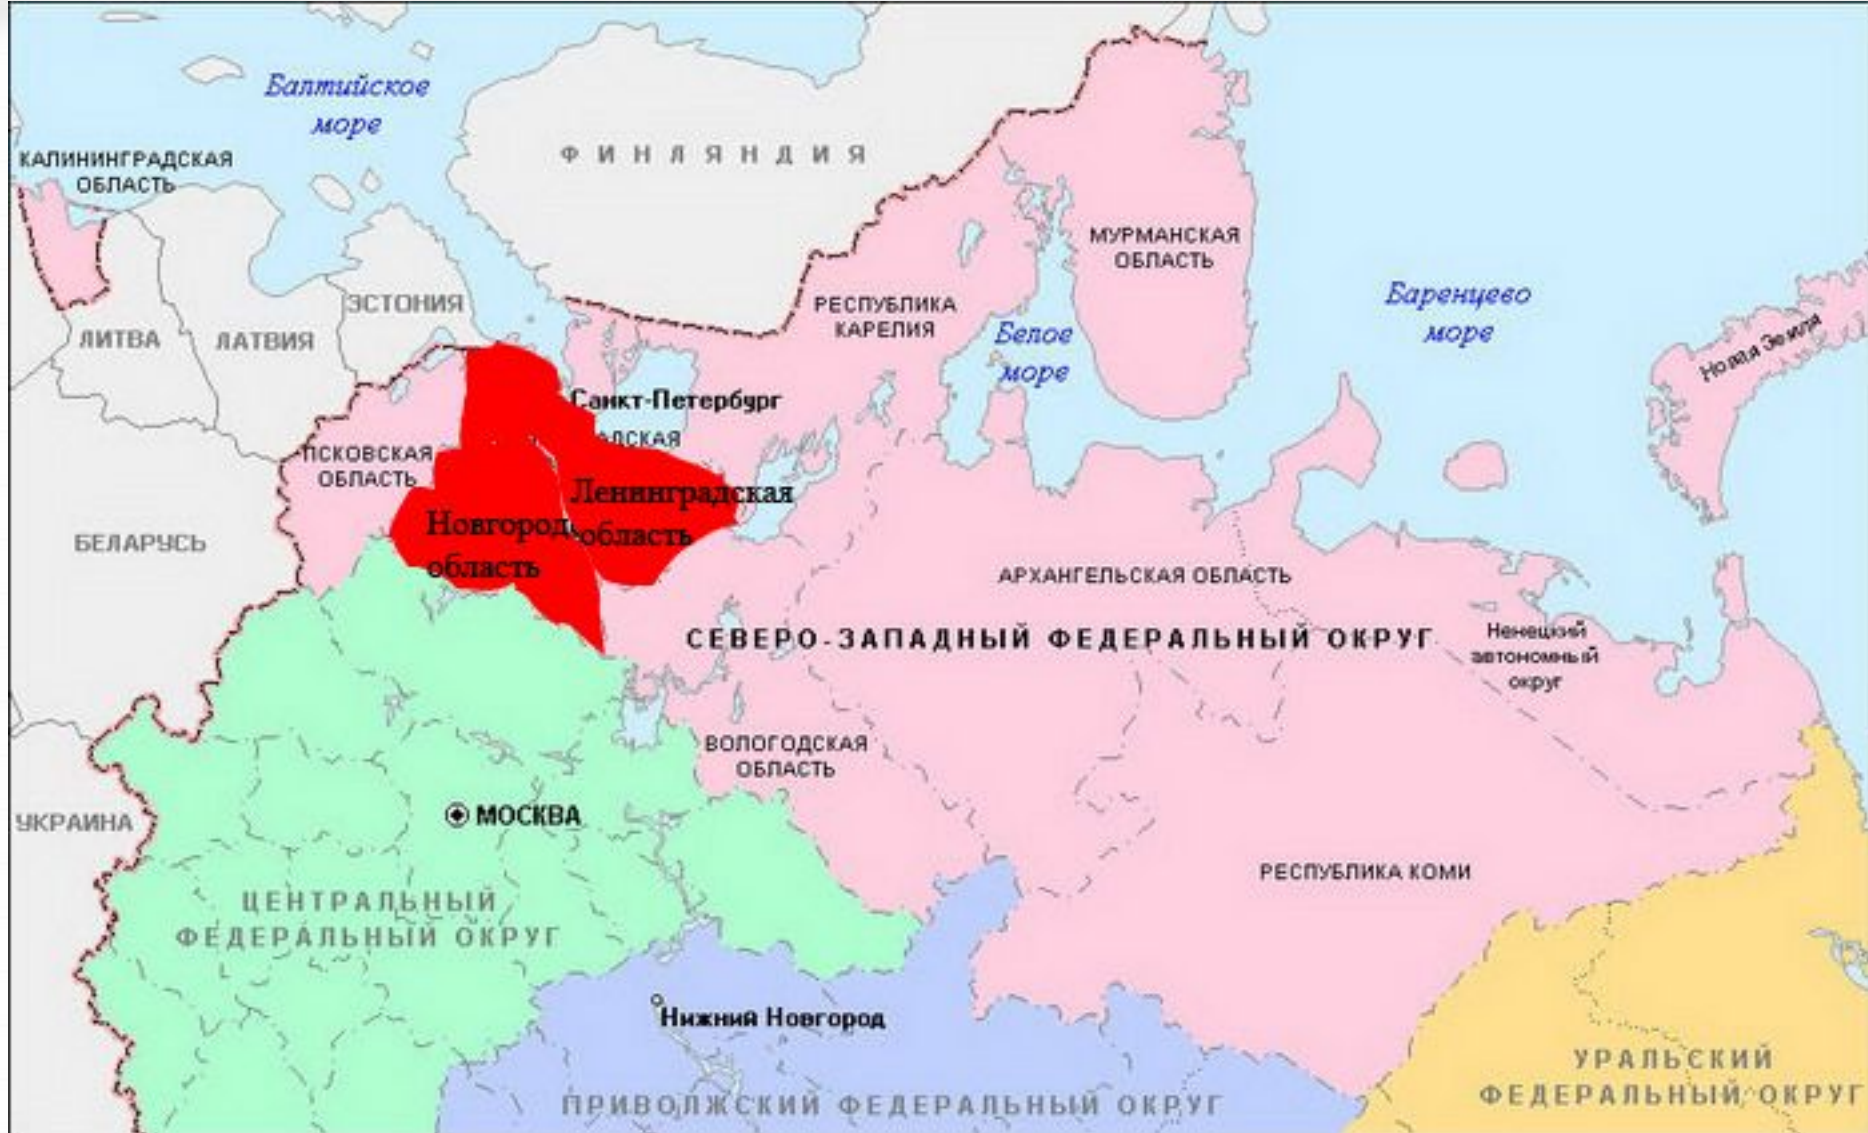 Балтийское
море
КАЛИНИНГРАДСКАЯ
ОБЛАСТЬ
ФИНЛЯНДИЯ
МУРМАНСКАЯ
ОБЛАСТЬ
Баренцево
море
Новая Земля
ЭСТОНИЯ
ЛИТВА
ЛАТВИЯ
РЕСПУБЛИКА
КАРЕЛИЯ
Белое
море
Санкт-Петербург
АДСКАЯ
ПСКОВСКАЯ
ОБЛАСТЬ
Ленинградская
область
Новгород
область
БЕЛАРУСЬ
АРХАНГЕЛЬСКАЯ ОБЛАСТЬ
СЕВЕРО-ЗАПАДНЫЙ ФЕДЕРАЛЬНЫЙ ОКРУГ
Ненецкий
автономный
округ
ВОЛОГОДСКАЯ
ОБЛАСТЬ
МОСКВА
УКРАИНА
РЕСПУБЛИКА КОМИ
ЦЕНТРАЛЬНЫЙ
ФЕДЕРАЛЬНЫЙ ОКРУГ
Нижний Новгород
УРАЛЬСКИЙ
ФЕДЕРАЛЬНЫЙ ОКРУГ
ПРИВОЛЖСКИЙ ФЕДЕРАЛЬНЫЙ ОКРУГ